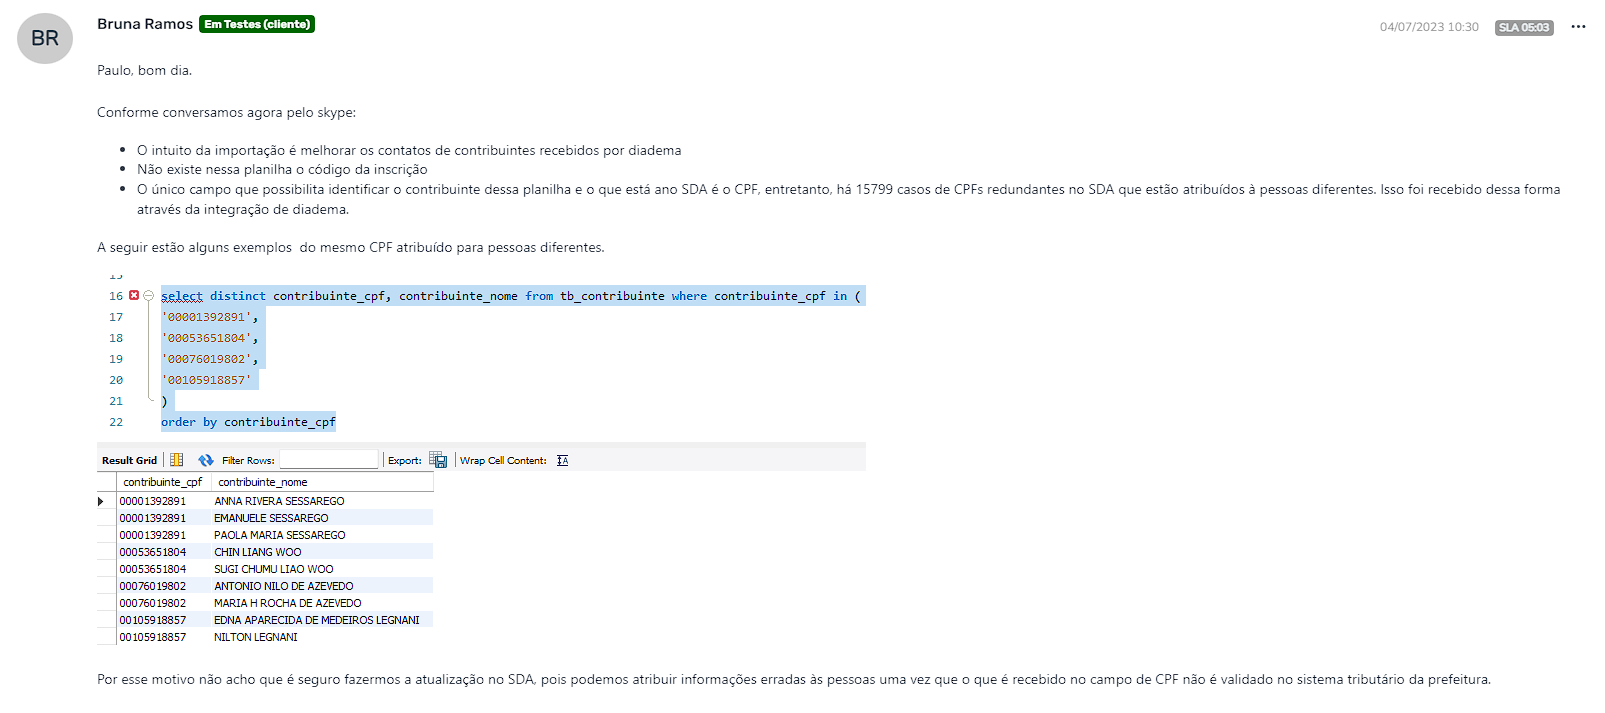 BR
Bruna Ramos Em Testes (cliente)
04/07/2023 10:30 SLA 05:03
Paulo, bom dia.
Conforme conversamos agora pelo skype:
• O intuito da importação é melhorar os contatos de contribuintes recebidos por diadema
• Não existe nessa planilha o código da inscrição
• O único campo que possibilita identificar o contribuinte dessa planilha e o que está ano SDA é o CPF, entretanto, há 15799 casos de CPFs redundantes no SDA que estão atribuídos à pessoas diferentes. Isso foi recebido dessa forma
através da integração de diadema.
A seguir estão alguns exemplos  do mesmo CPF atribuído para pessoas diferentes.
16 select distinct contribuinte_cpf, contribuinte_nome from tb_contribuinte where contribuinte_cpf in (
17 '00001392891',
18 '00053651804',
19 '00076019802',
20 '00105918857'
21 )
22 order by contribuinte_cpf
Result Grid Filter Rows: Export: Wrap Cell Content:
contribuinte_cpf contribuinte_nome
00001392891 ANNA RIVERA SESSAREGO
00001392891 EMANUELE SESSAREGO
00001392891 PAOLA MARIA SESSAREGO
00053651804 CHIN LIANG WOO
00053651804 SUGI CHUMU LIAO WOO
00076019802 ANTONIO NILO DE AZEVEDO
00076019802 MARIA H ROCHA DE AZEVEDO
00105918857 EDNA APARECIDA DE MEDEIROS LEGNANI
00105918857 NILTON LEGNANI
Por esse motivo não acho que é seguro fazermos a atualização no SDA, pois podemos atribuir informações erradas às pessoas uma vez que o que é recebido no campo de CPF não é validado no sistema tributário da prefeitura.